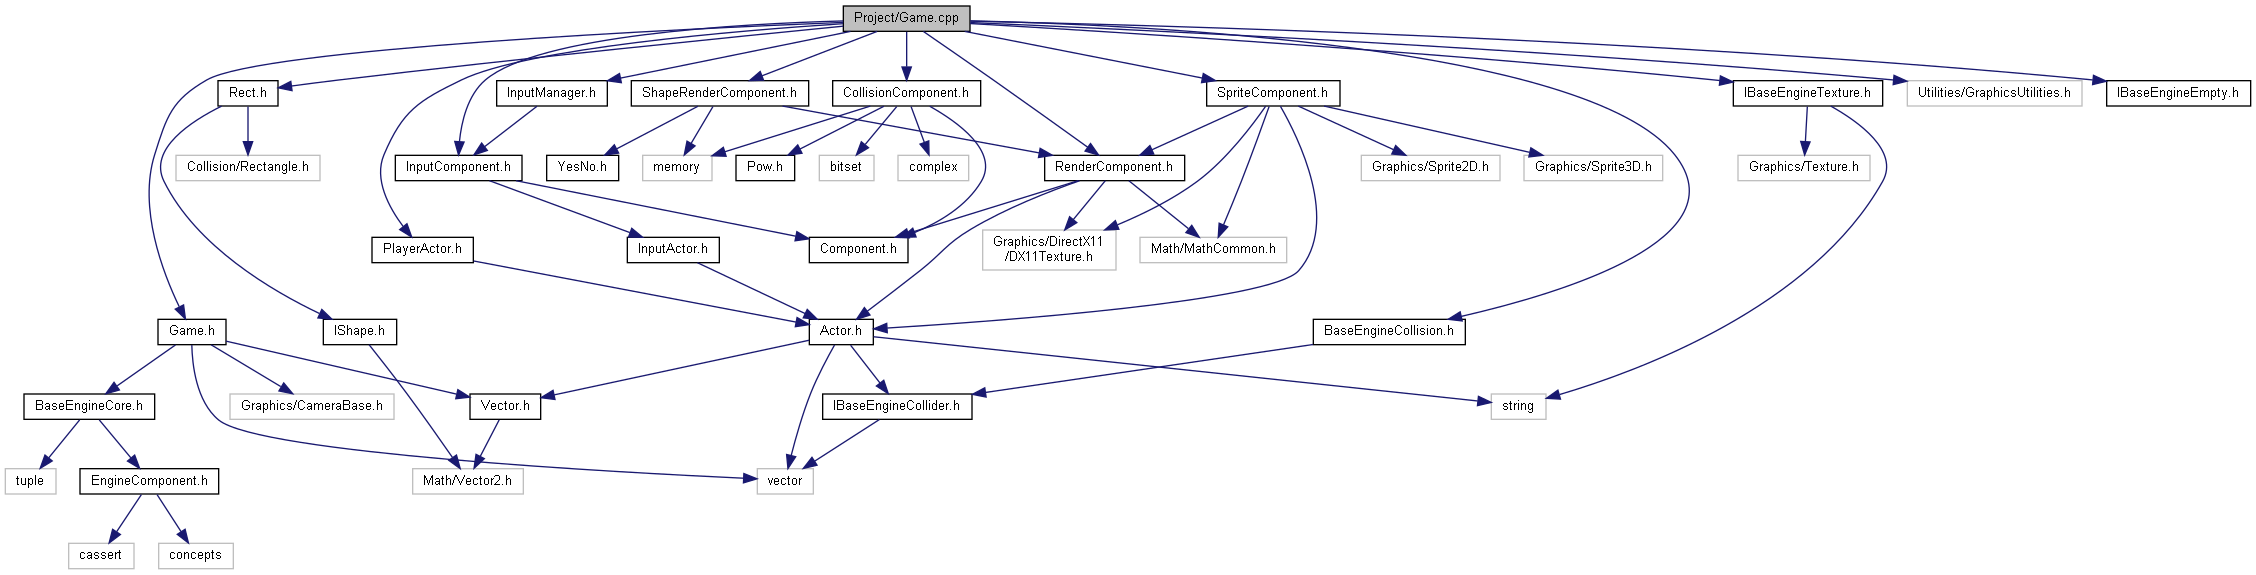 Project/Game.cpp
Rect.h
InputManager.h
ShapeRenderComponent.h
CollisionComponent.h
SpriteComponent.h
IBaseEngineTexture.h
Utilities/GraphicsUtilities.h
IBaseEngineEmpty.h
Collision/Rectangle.h
InputComponent.h
YesNo.h
memory
Pow.h
bitset
complex
RenderComponent.h
Graphics/Sprite2D.h
Graphics/Sprite3D.h
Graphics/Texture.h
PlayerActor.h
InputActor.h
Component.h
Graphics/DirectX11
/DX11Texture.h
Math/MathCommon.h
Game.h
IShape.h
Actor.h
BaseEngineCollision.h
BaseEngineCore.h
Graphics/CameraBase.h
Vector.h
IBaseEngineCollider.h
string
tuple
EngineComponent.h
Math/Vector2.h
vector
cassert
concepts